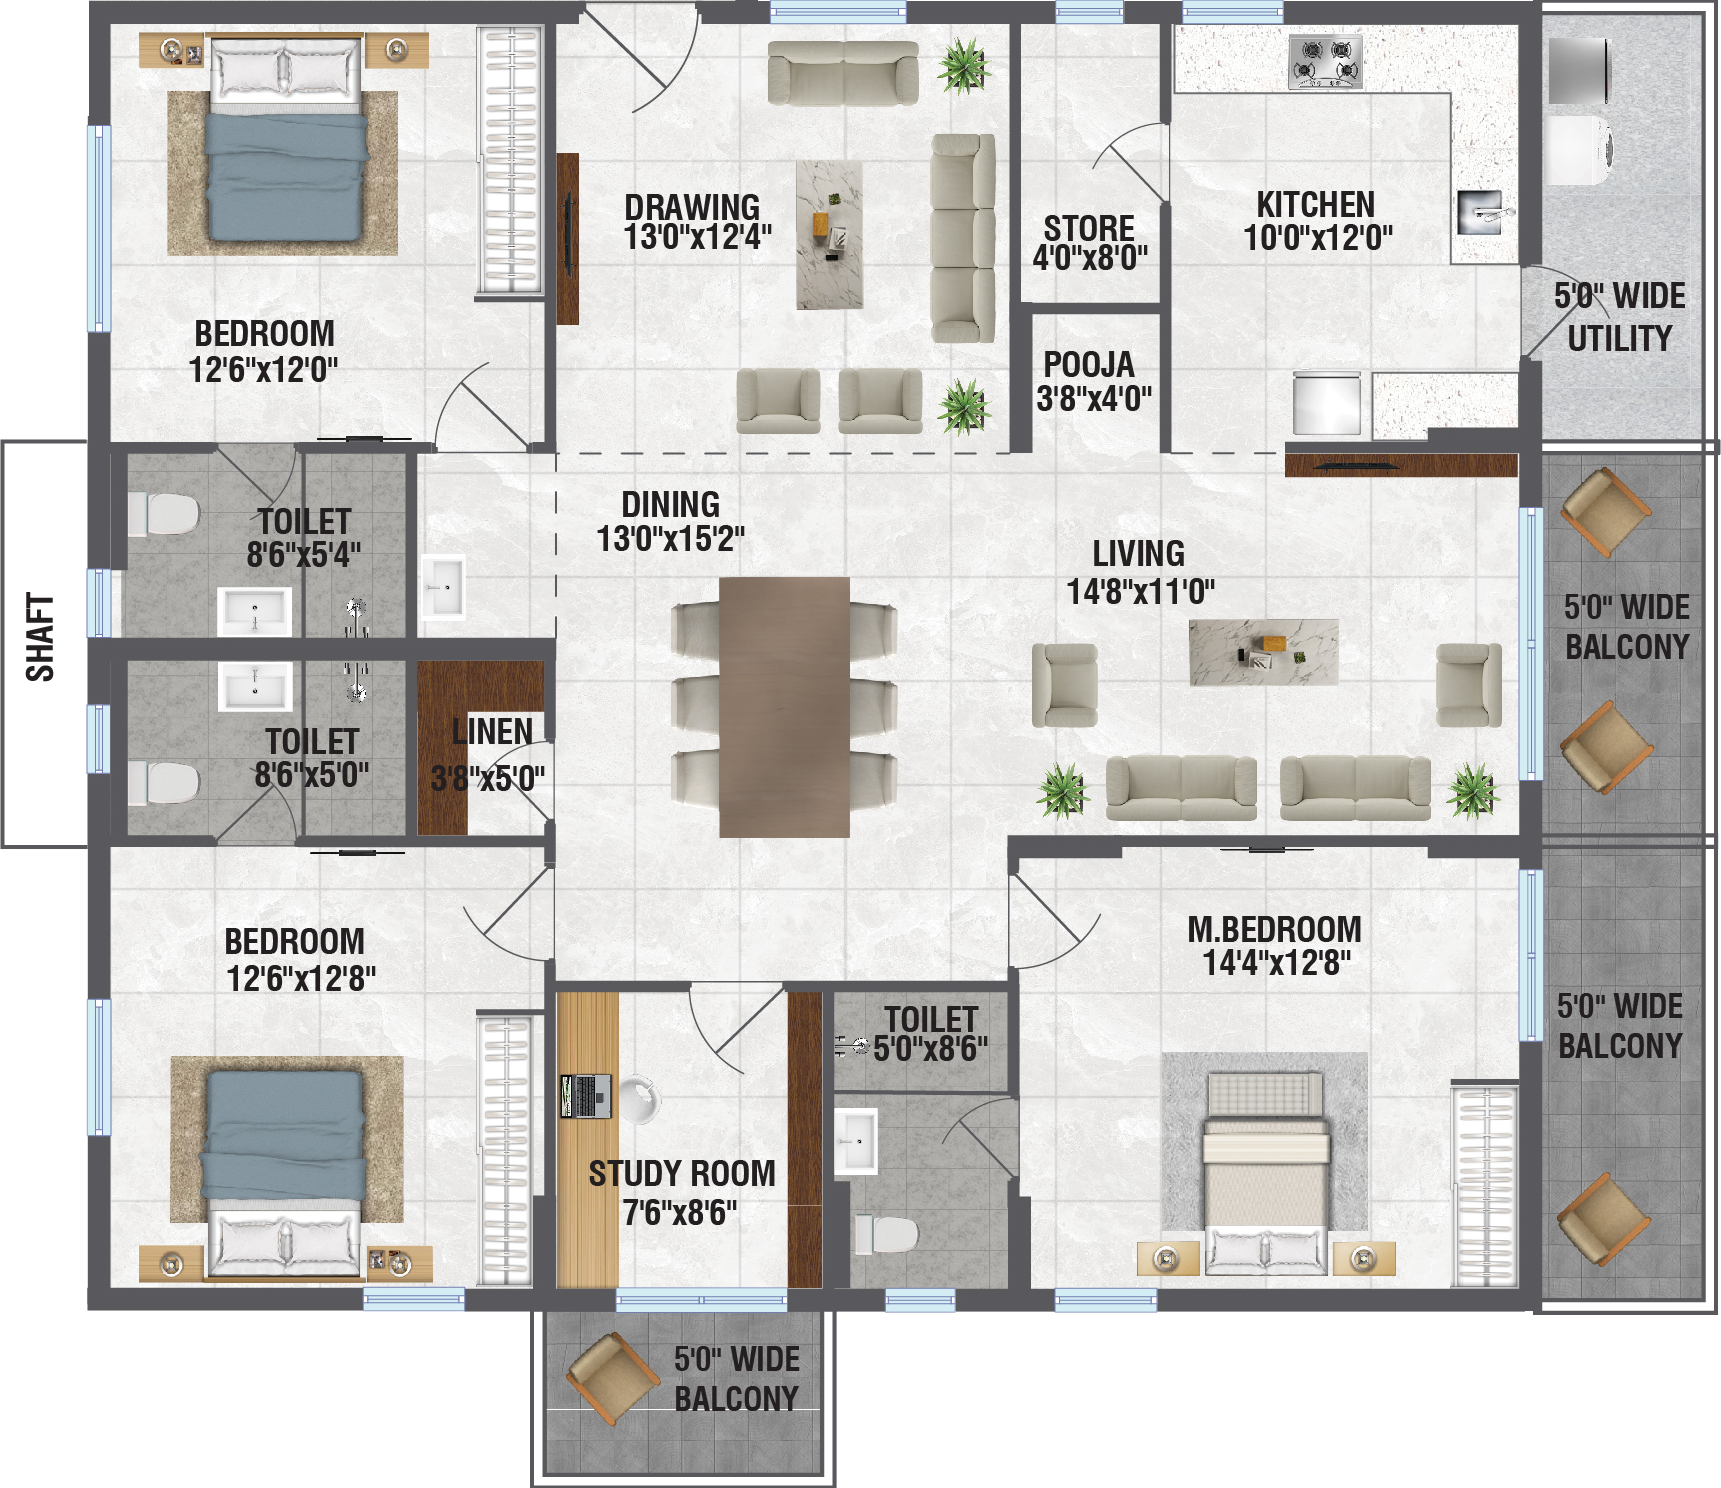 DRAWING
13'0"x12'4"
STORE
4'0"x8'0"
KITCHEN
10'0"x12'0"
5'0" WIDE
UTILITY
BEDROOM
12'6"x12'0"
POOJA
3'8"x4'0"
TOILET
8'6"x5'4"
DINING
13'0"x15'2"
LIVING
14'8"x11'0"
5'0" WIDE
BALCONY
SHAFT
TOILET
8'6"x5'0"
LINEN
3'8"x5'0"
BEDROOM
12'6"x12'8"
M.BEDROOM
14'4"x12'8"
TOILET
5'0"x8'6"
5'0" WIDE
BALCONY
STUDY ROOM
7'6"x8'6"
5'0" WIDE
BALCONY